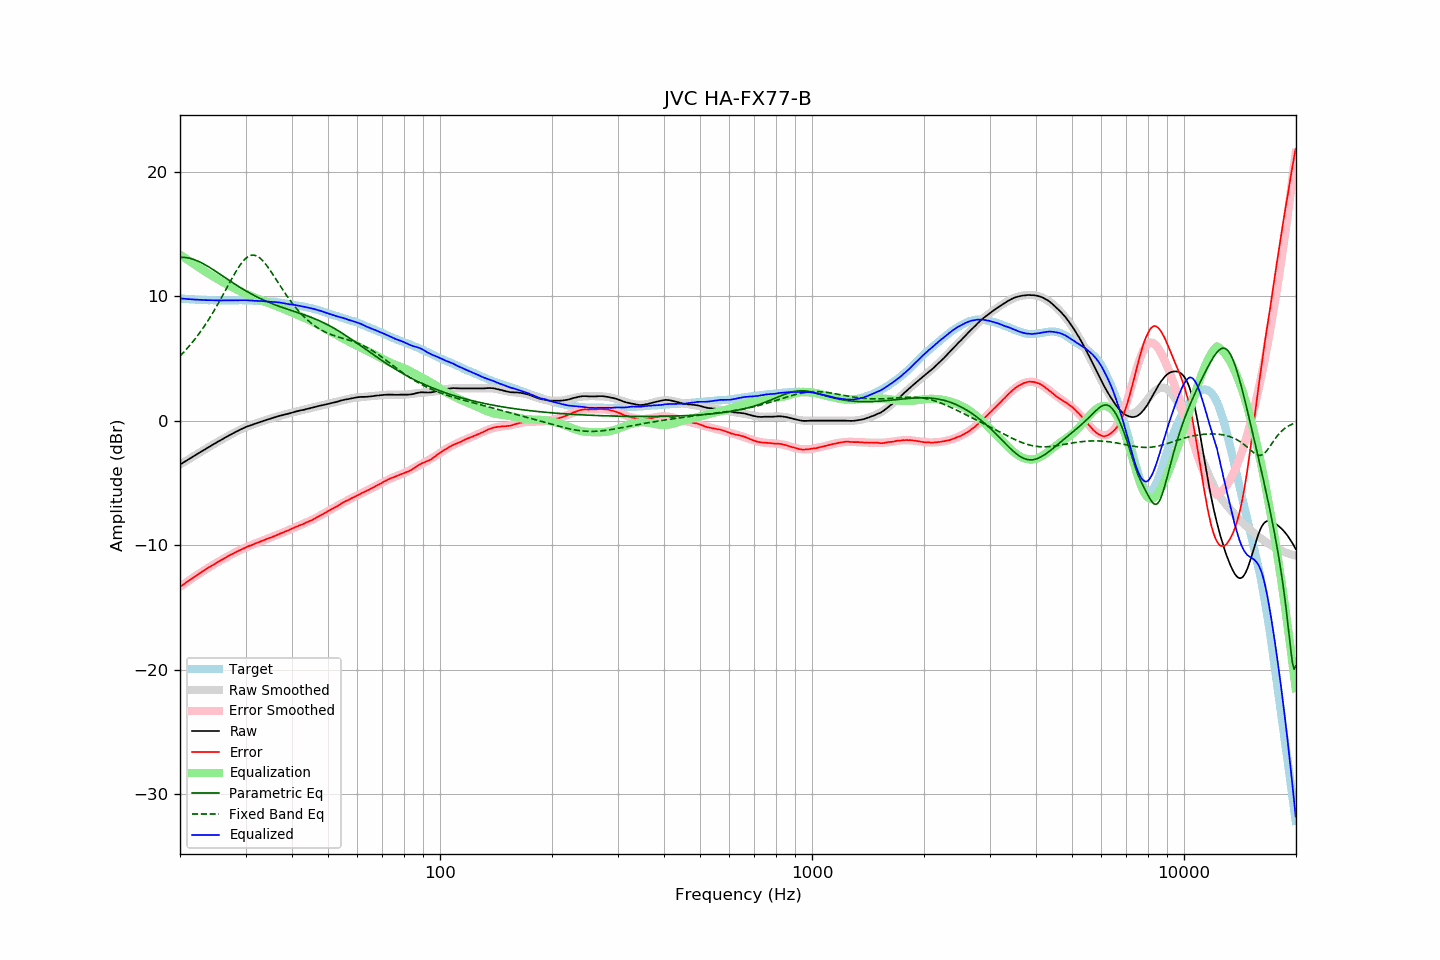 JVC HA-FX77-B
Amplitude (dBr)
20
10
0
−10
−20
−30
Target
Raw Smoothed
Error Smoothed
Raw
Error
Equalization
Parametric Eq
Fixed Band Eq
Equalized
100
1000
10000
Frequency (Hz)